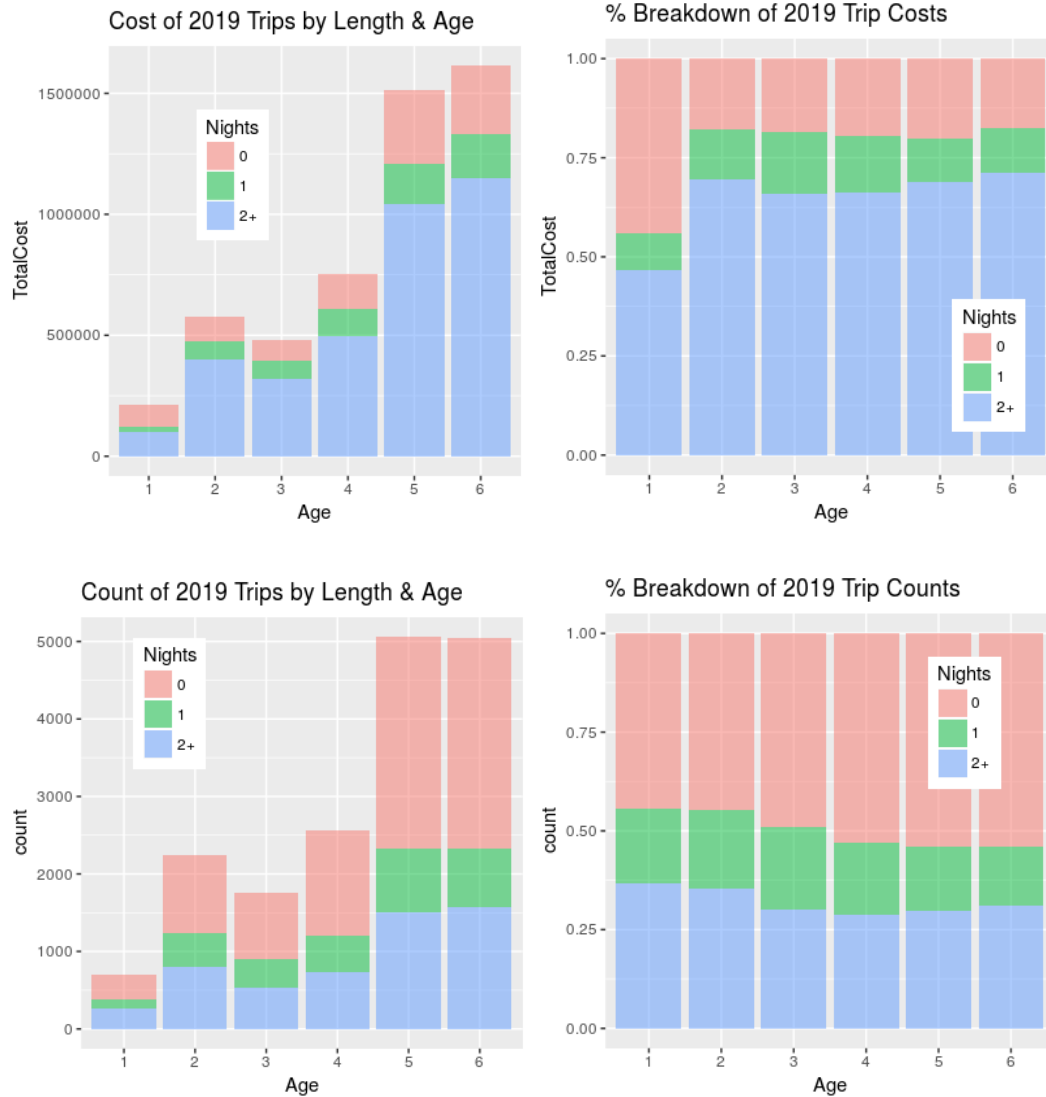 Cost of 2019 Trips by Length & Age
TotalCost
1500000
1000000
500000
0
Nights
0
1
2+
1 2 3 4 5 6
Age
% Breakdown of 2019 Trip Costs
TotalCost
1.00
0.75
0.50
0.25
0.00
Nights
0
1
2+
1 2 3 4 5 6
Age
Count of 2019 Trips by Length & Age
count
5000
4000
3000
2000
1000
0
Nights
0
1
2+
1 2 3 4 5 6
Age
% Breakdown of 2019 Trip Counts
count
1.00
0.75
0.50
0.25
0.00
Nights
0
1
2+
1 2 3 4 5 6
Age